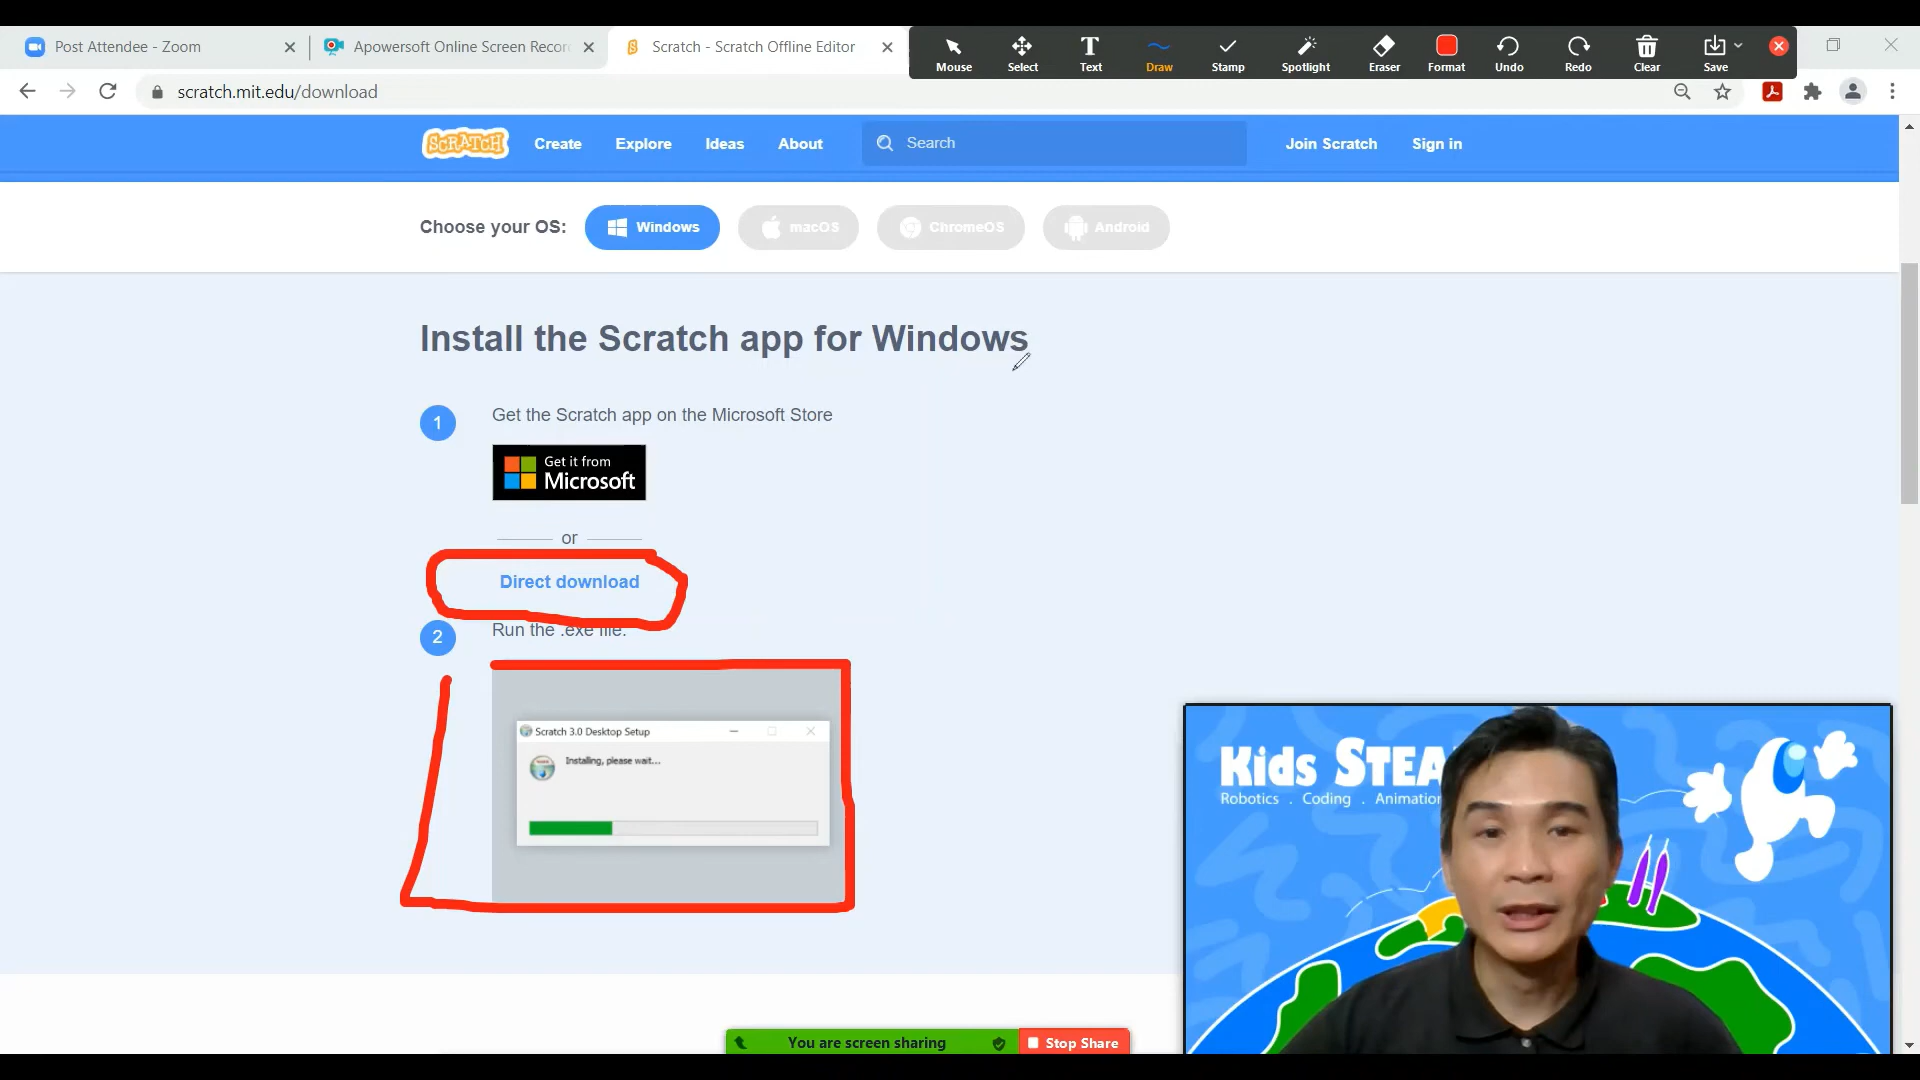 Post Attendee - Zoom
Apowersoft Online Screen Recor
Scratch - Scratch Offline Editor
Mouse
Select
Text
Draw
Stamp
Spotlight
Eraser
Format
Undo
Redo
Clear
Save
scratch.mit.edu/download
SCRATCH
Create
Explore
Ideas
About
Search
Join Scratch
Sign in
Choose your OS:
Windows
macOS
ChromeOS
Android
Install the Scratch app for Windows
1
Get the Scratch app on the Microsoft Store
Get it from
Microsoft
or
Direct download
2
Run the .exe file.
Scratch 3.0 Desktop Setup
Installing, please wait...
Kids STEA
Robotics . Coding . Animation
You are screen sharing
Stop Share